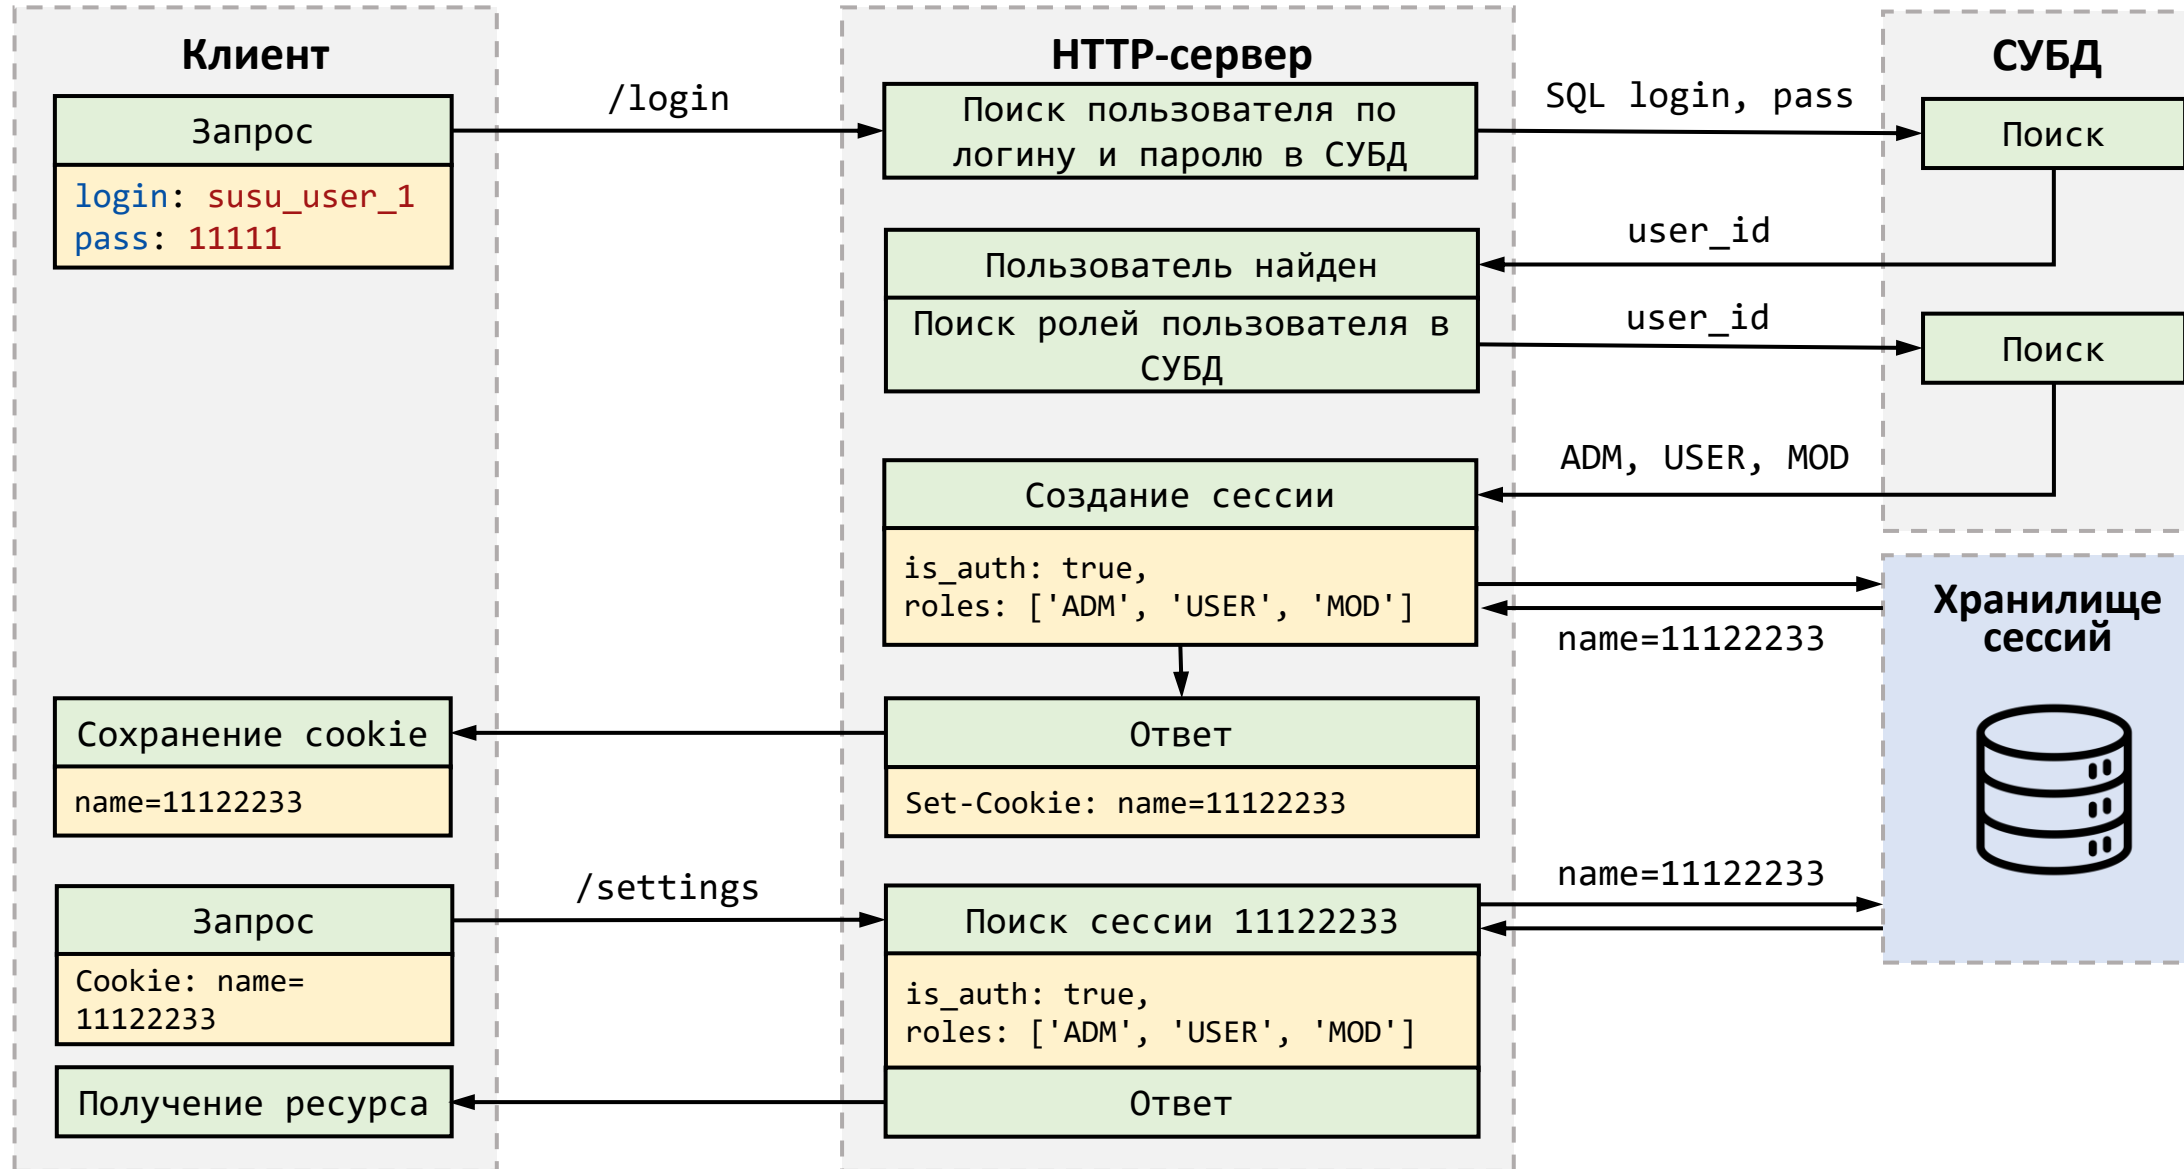 Клиент
HTTP-сервер
СУБД
Запрос
login: susu_user_1
pass: 11111
/login
Поиск пользователя по
логину и паролю в СУБД
SQL login, pass
Поиск
user_id
Пользователь найден
Поиск ролей пользователя в
СУБД
user_id
Поиск
ADM, USER, MOD
Создание сессии
is_auth: true,
roles: ['ADM', 'USER', 'MOD']
name=11122233
Хранилище
сессий
Ответ
Set-Cookie: name=11122233
Сохранение cookie
name=11122233
Запрос
Cookie: name=
11122233
/settings
Поиск сессии 11122233
is_auth: true,
roles: ['ADM', 'USER', 'MOD']
name=11122233
Ответ
Получение ресурса